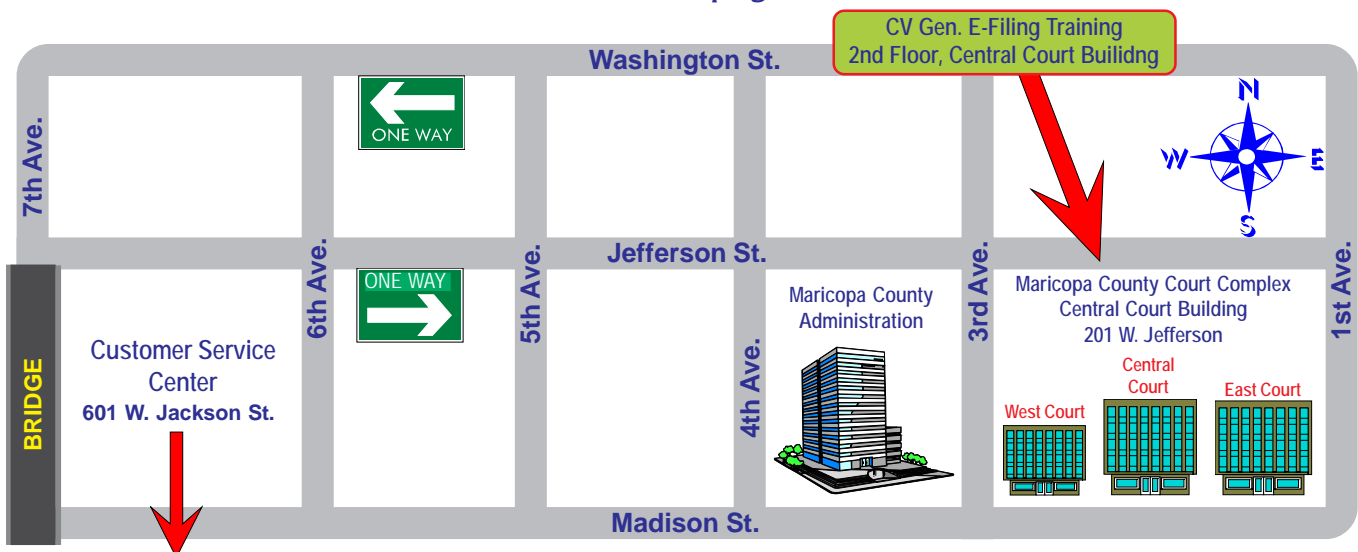 CV Gen. E-Filing Training
2nd Floor, Central Court Builidng
Washington St.
7th Ave.
ONE WAY
N
W
E
S
Jefferson St.
6th Ave.
5th Ave.
4th Ave.
3rd Ave.
1st Ave.
ONE WAY
Maricopa County
Administration
Maricopa County Court Complex
Central Court Building
201 W. Jefferson
Central
Court
West Court
East Court
BRIDGE
Customer Service
Center
601 W. Jackson St.
Madison St.